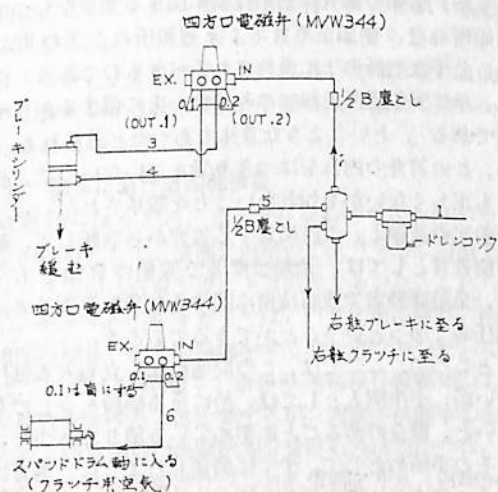 四方口電磁弁(MVW344)
EX.
IN
0.1
0.2
(OUT.1)
(OUT.2)
1/2B塵こし
ブレーキシリンダー
3
4
2
ブレーキ
緩む
5
1/2B塵こし
1
ドレンコック
四方口電磁弁(MVW344)
EX.
IN
0.1
0.2
0.1は盲にする
6
右舷ブレーキに至る
右舷クラッチに至る
スパッドドラム軸に入る
(クラッチ用空気)